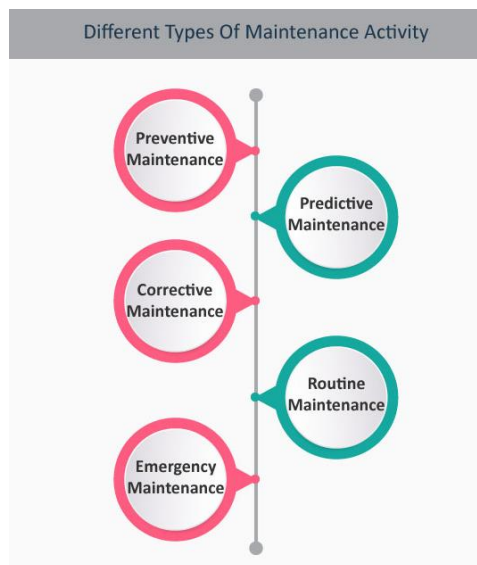 Different Types Of Maintenance Activity
Preventive
Maintenance
Predictive
Maintenance
Corrective
Maintenance
Routine
Maintenance
Emergency
Maintenance